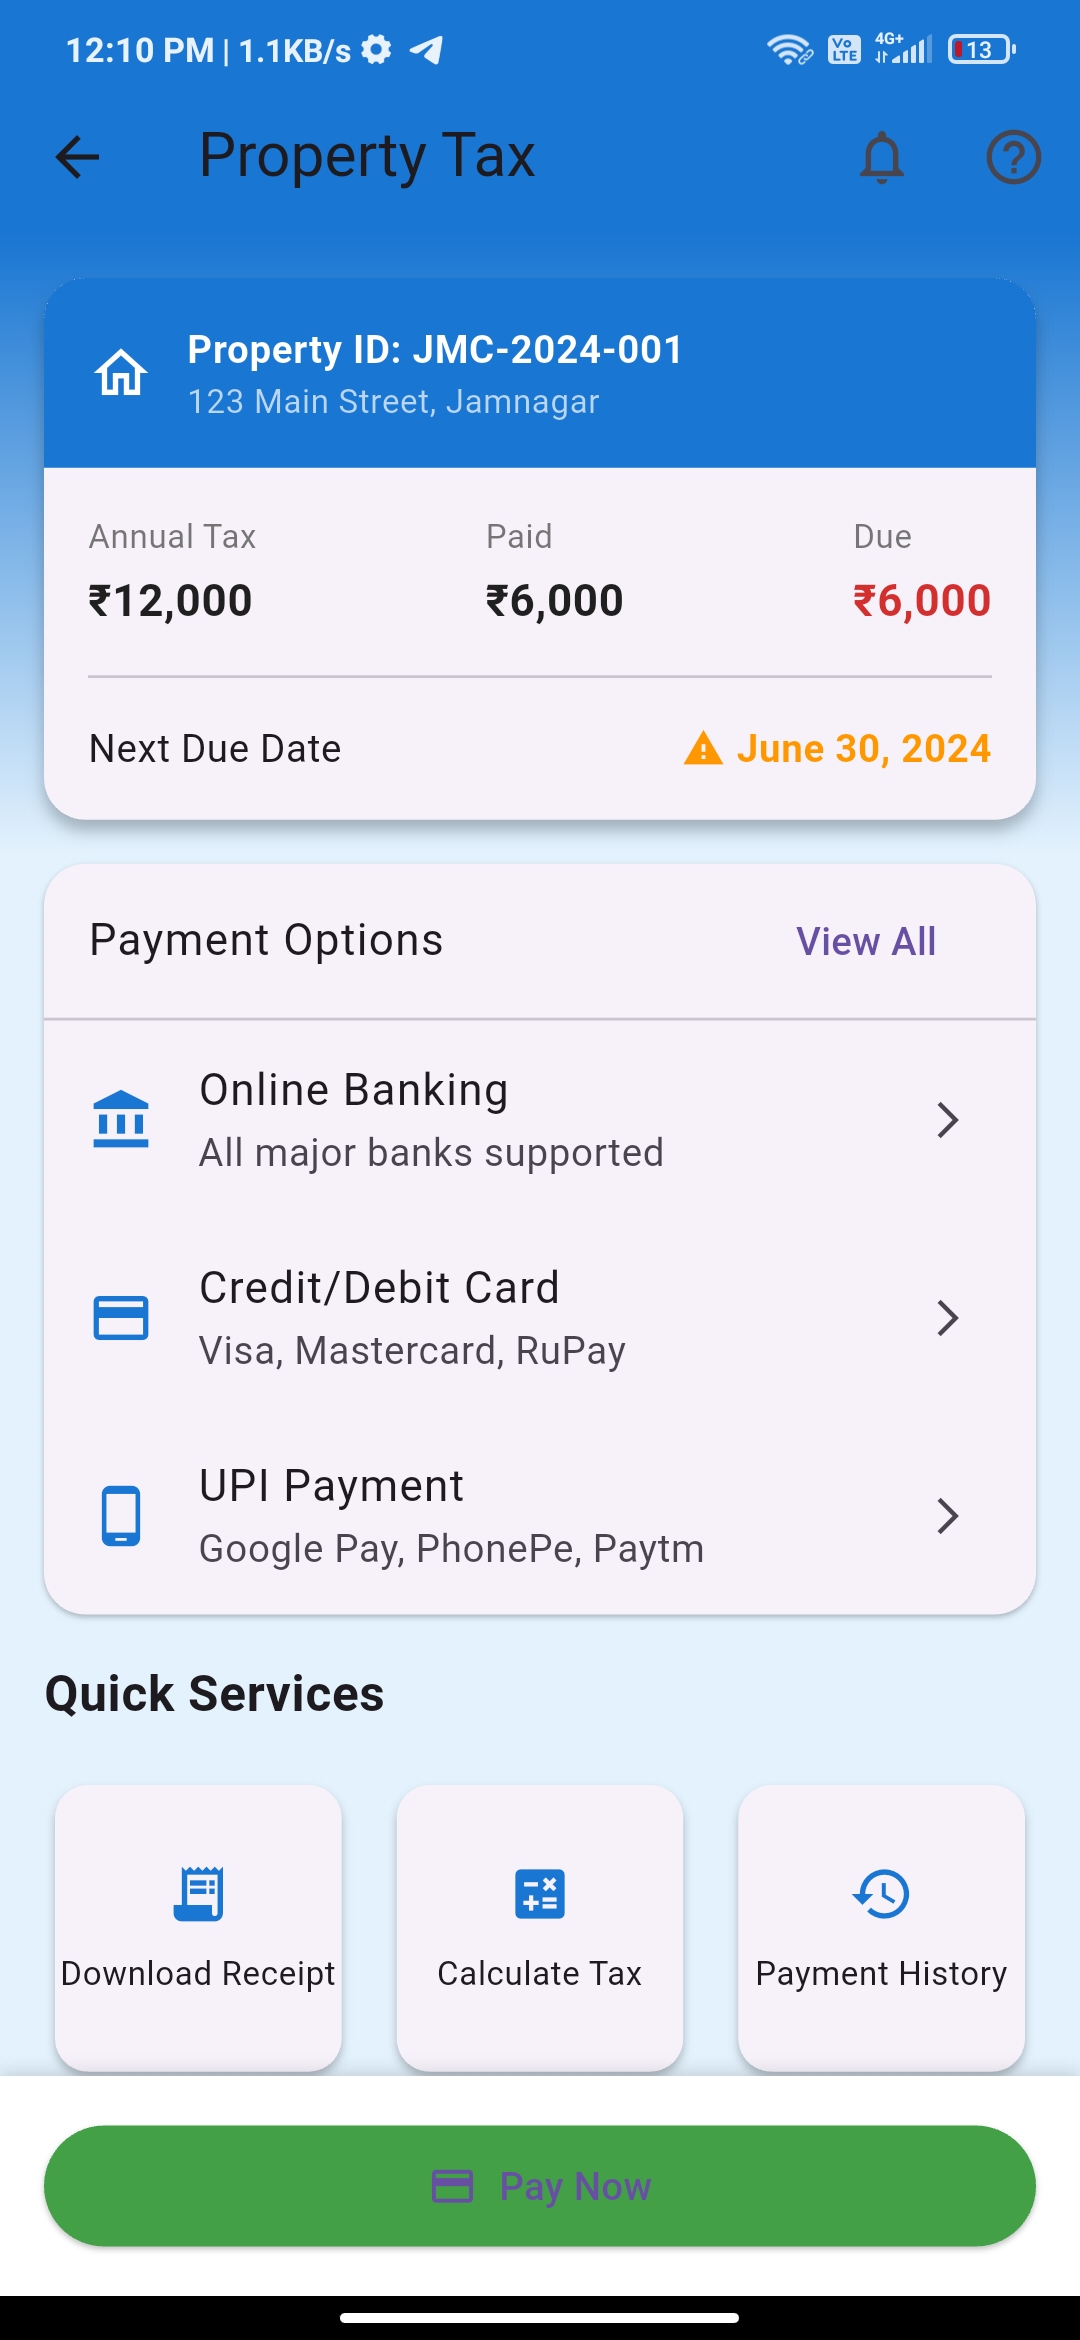 12:10 PM | 1.1KB/s
Vo LTE 4G+ 13
Property Tax
Property ID: JMC-2024-001
123 Main Street, Jamnagar
Annual Tax Paid Due
₹12,000 ₹6,000 ₹6,000
Next Due Date June 30, 2024
Payment Options View All
Online Banking
All major banks supported
Credit/Debit Card
Visa, Mastercard, RuPay
UPI Payment
Google Pay, PhonePe, Paytm
Quick Services
Download Receipt Calculate Tax Payment History
Pay Now